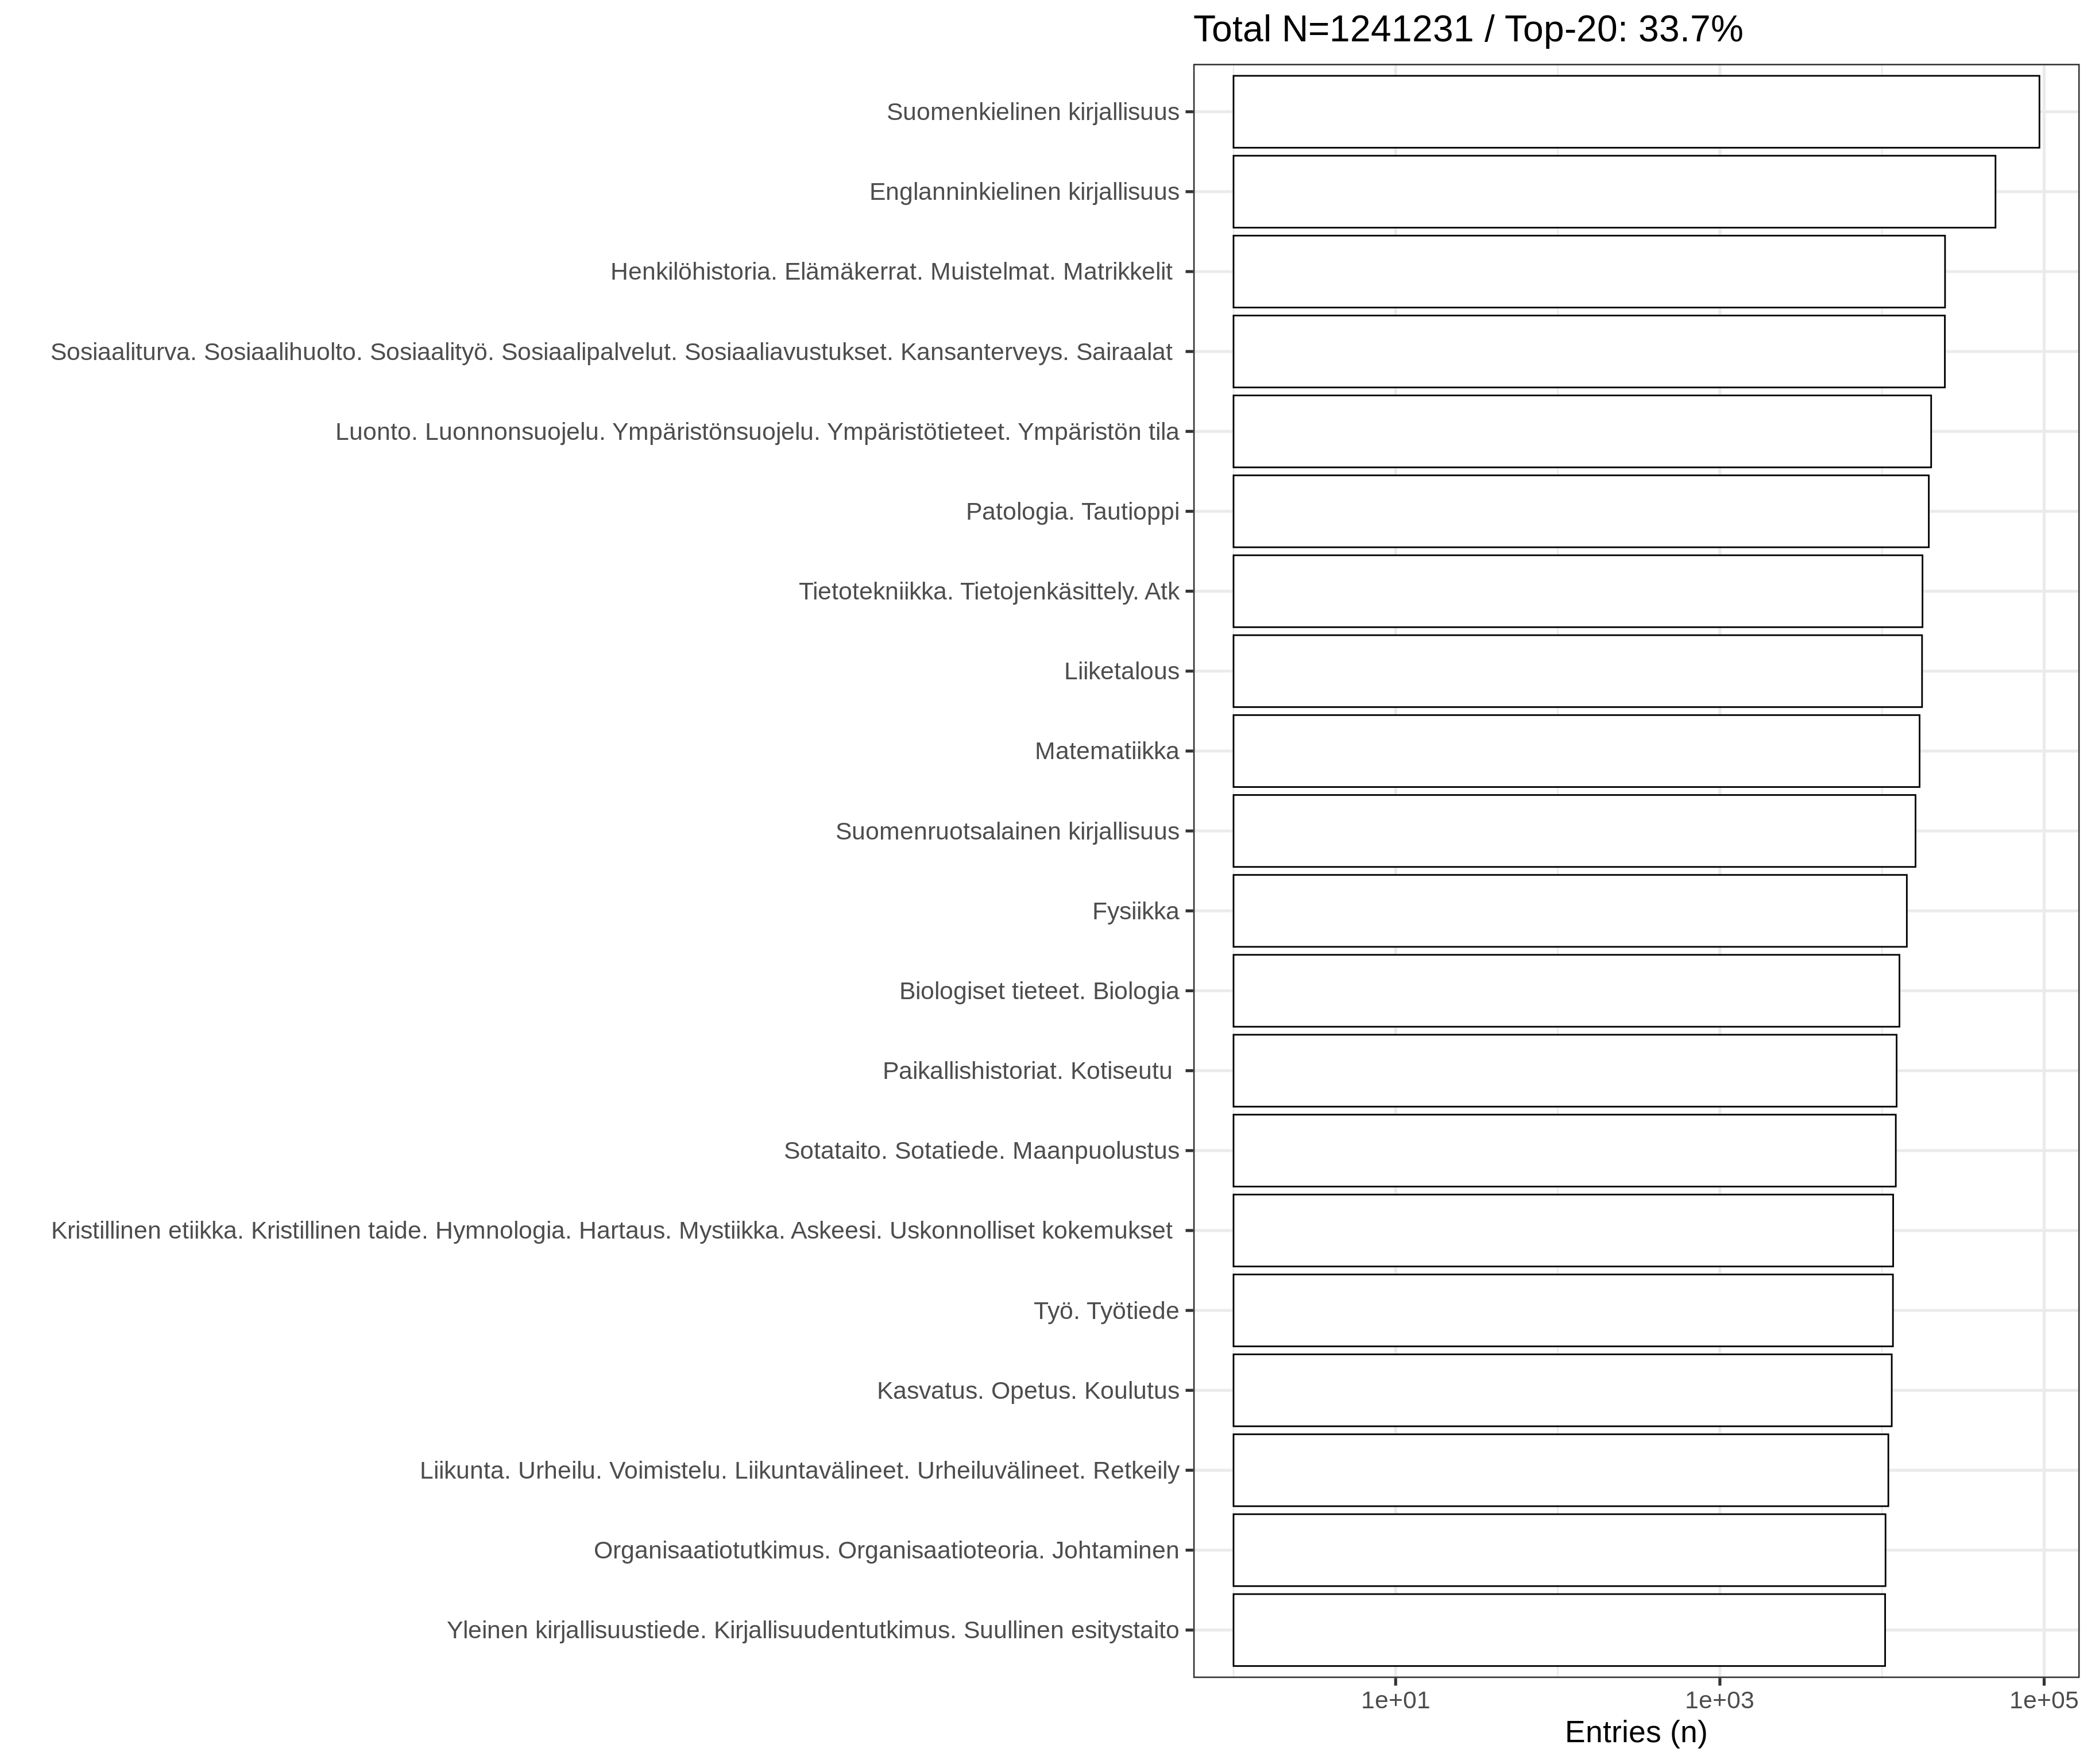 Total N=1241231 / Top-20: 33.7%
Suomenkielinen kirjallisuus
Englanninkielinen kirjallisuus
Henkilöhistoria. Elämäkerrat. Muistelmat. Matrikkelit
Sosiaaliturva. Sosiaalihuolto. Sosiaalityö. Sosiaalipalvelut. Sosiaaliavustukset. Kansanterveys. Sairaalat
Luonto. Luonnonsuojelu. Ympäristönsuojelu. Ympäristötieteet. Ympäristön tila
Patologia. Tautioppi
Tietotekniikka. Tietojenkäsittely. Atk
Liiketalous
Matematiikka
Suomenruotsalainen kirjallisuus
Fysiikka
Biologiset tieteet. Biologia
Paikallishistoriat. Kotiseutu
Sotataito. Sotatiede. Maanpuolustus
Kristillinen etiikka. Kristillinen taide. Hymnologia. Hartaus. Mystiikka. Askeesi. Uskonnolliset kokemukset
Työ. Työtiede
Kasvatus. Opetus. Koulutus
Liikunta. Urheilu. Voimistelu. Liikuntavälineet. Urheiluvälineet. Retkeily
Organisaatiotutkimus. Organisaatioteoria. Johtaminen
Yleinen kirjallisuustiede. Kirjallisuudentutkimus. Suullinen esitystaito
1e+01 1e+03 1e+05
Entries (n)